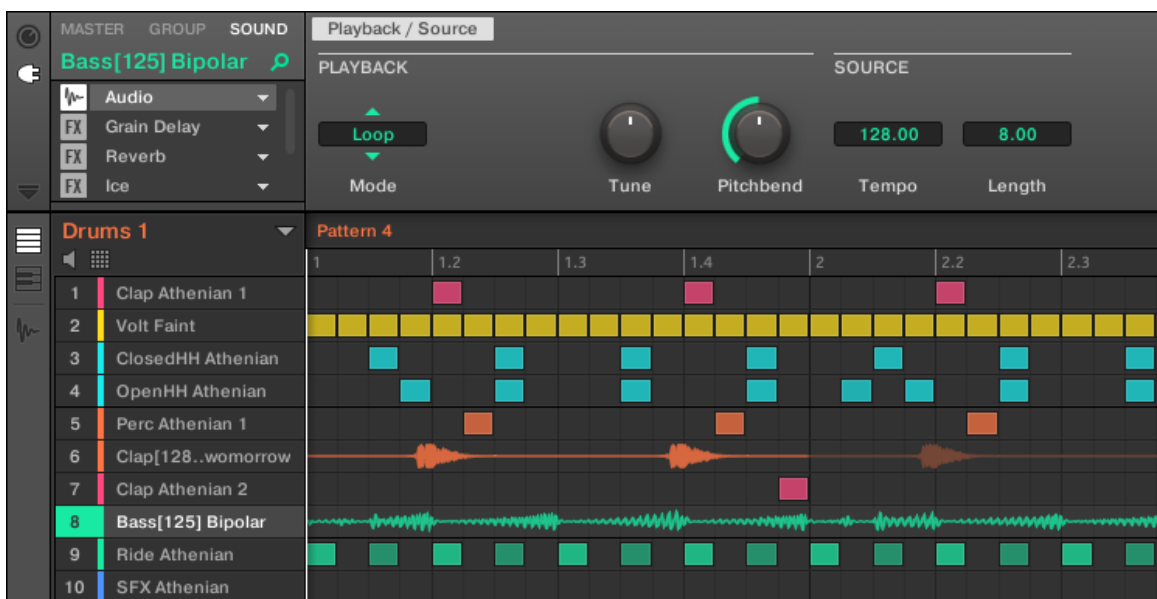 MASTER GROUP SOUND
Bass[125] Bipolar
Audio
FX Grain Delay
FX Reverb
FX Ice
Playback / Source
PLAYBACK
SOURCE
Loop
128.00 8.00
Mode Tune Pitchbend Tempo Length
Drums 1
Pattern 4
1 1.2 1.3 1.4 2 2.2 2.3
1 Clap Athenian 1
2 Volt Faint
3 ClosedHH Athenian
4 OpenHH Athenian
5 Perc Athenian 1
6 Clap[128..womorrow
7 Clap Athenian 2
8 Bass[125] Bipolar
9 Ride Athenian
10 SFX Athenian